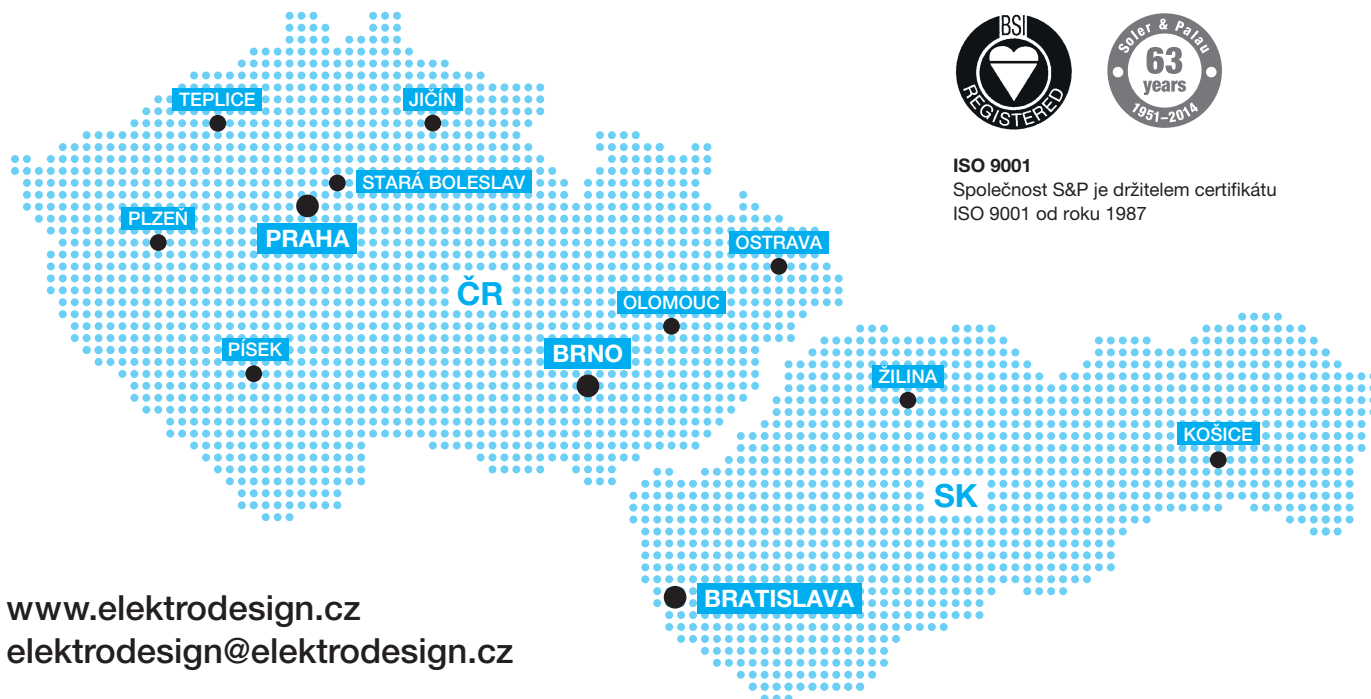 BSI
REGISTERED
Soler & Palau
63
years
1951–2014
ISO 9001
Společnost S&P je držitelem certifikátu
ISO 9001 od roku 1987
TEPLICE
JIČÍN
STARÁ BOLESLAV
PLZEŇ
PRAHA
OSTRAVA
ČR
OLOMOUC
PÍSEK
BRNO
ŽILINA
KOŠICE
SK
BRATISLAVA
www.elektrodesign.cz
elektrodesign@elektrodesign.cz